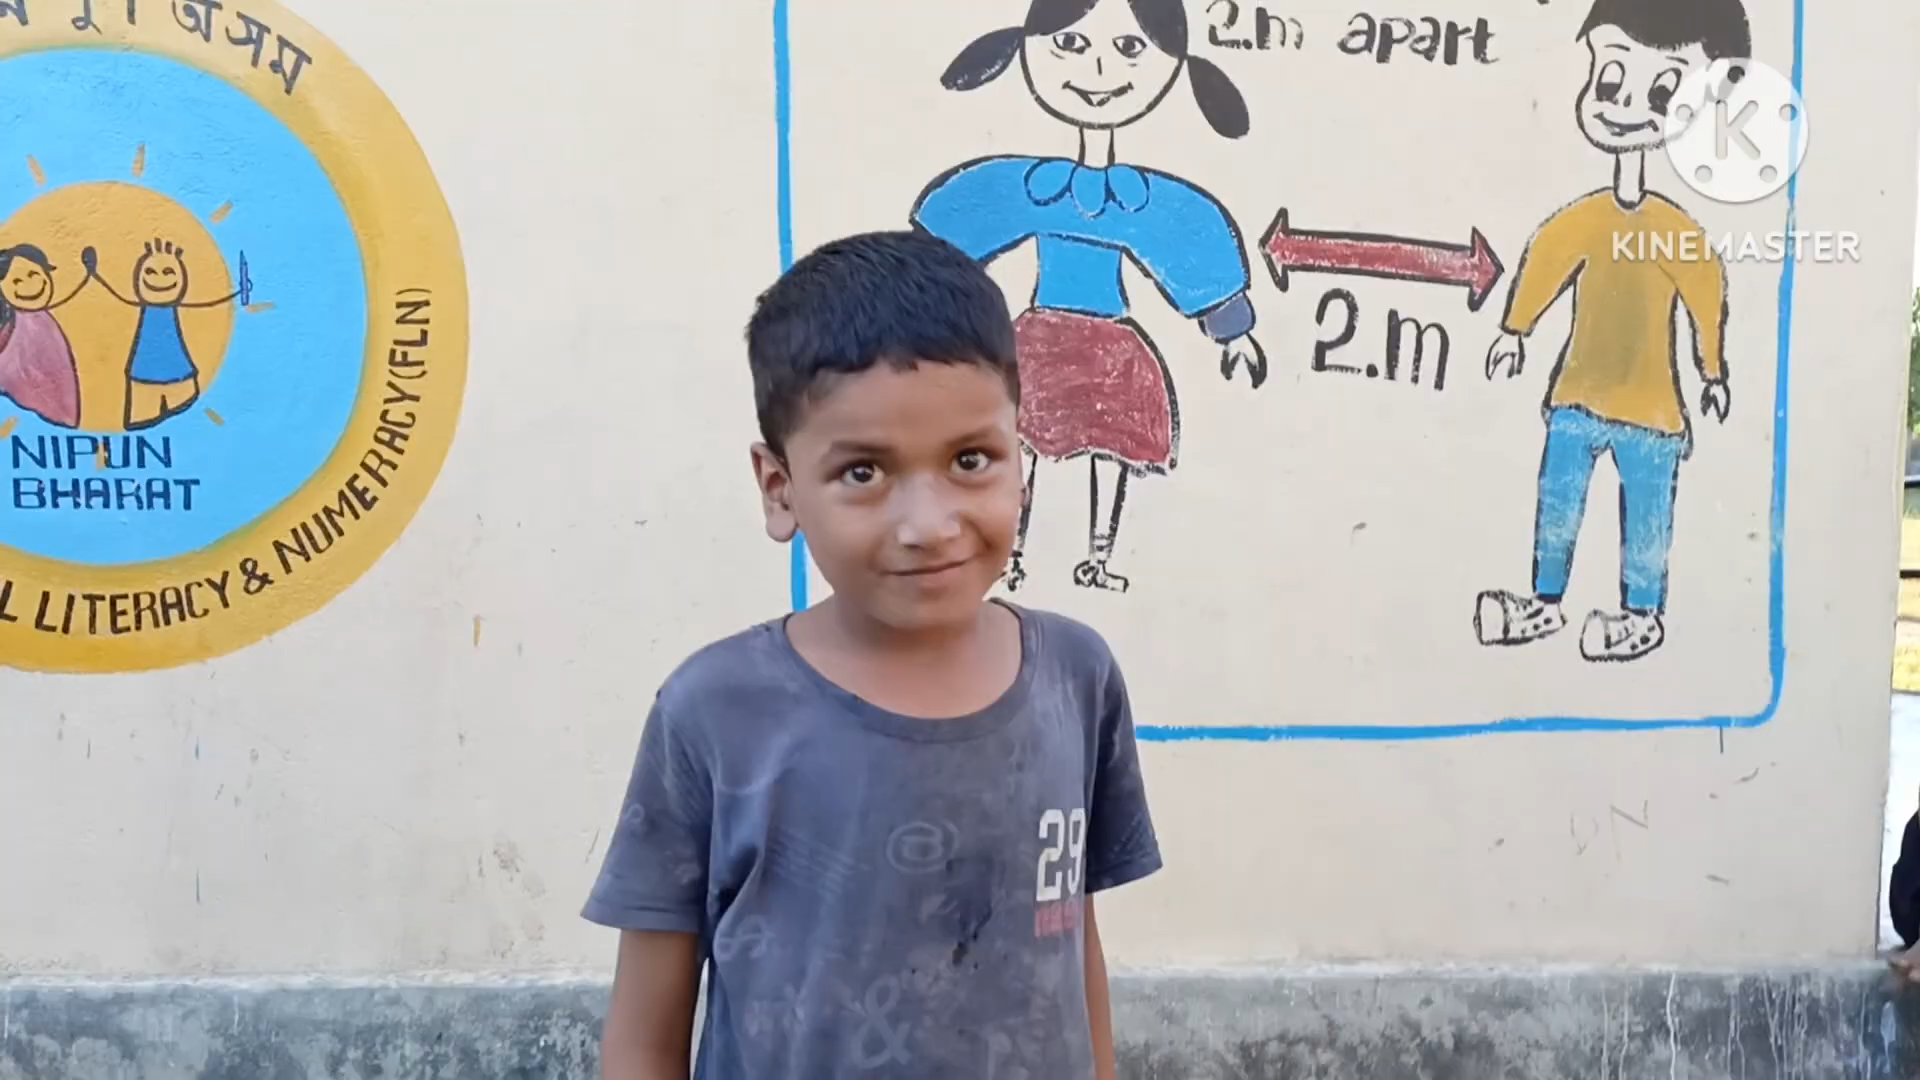 নিপুণ অসম
NIPUN
BHARAT
L LITERACY & NUMERACY (FLN)
2.m apart
2.m
KINEMASTER
29